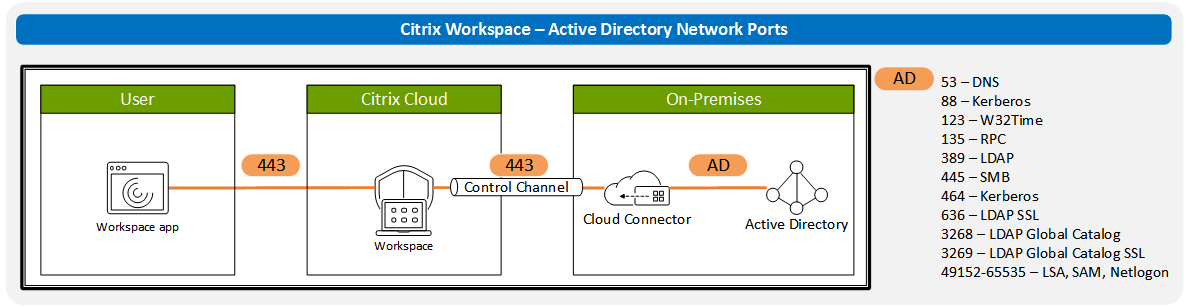 Citrix Workspace – Active Directory Network Ports
User
Citrix Cloud
On-Premises
443
443
AD
Control Channel
Workspace app
Workspace
Cloud Connector
Active Directory
AD
53 – DNS
88 – Kerberos
123 – W32Time
135 – RPC
389 – LDAP
445 – SMB
464 – Kerberos
636 – LDAP SSL
3268 – LDAP Global Catalog
3269 – LDAP Global Catalog SSL
49152-65535 – LSA, SAM, Netlogon